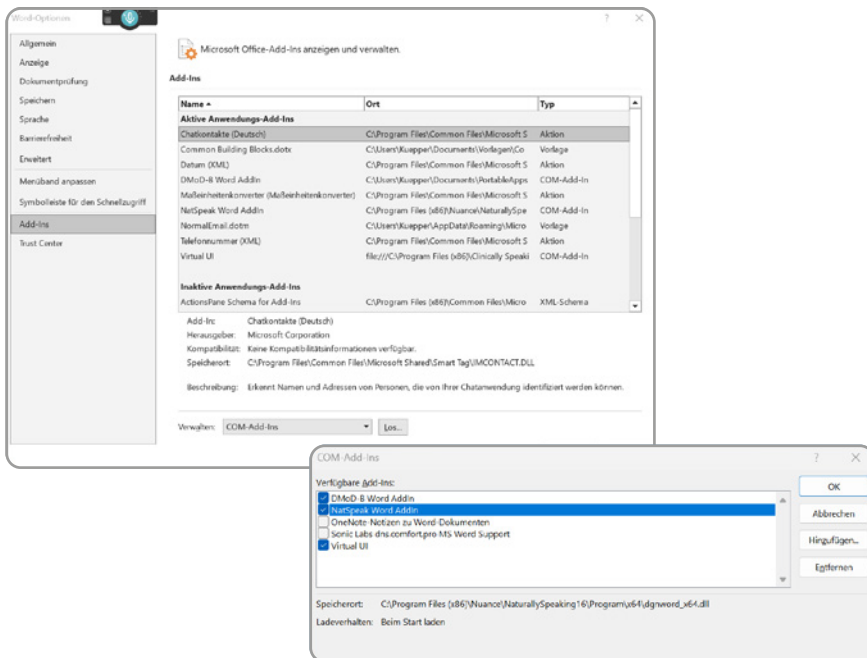 Word-Optionen ? ×
Allgemein
Anzeige
Dokumentprüfung
Speichern
Sprache
Barrierefreiheit
Erweitert
Menüband anpassen
Symbolleiste für den Schnellzugriff
Add-Ins
Trust Center
Microsoft Office-Add-Ins anzeigen und verwalten.
Add-Ins
Name Ort Typ
Aktive Anwendungs-Add-Ins
Chatkontakte (Deutsch) C:\Program Files\Common Files\Microsoft S Aktion
Common Building Blocks.dotx C:\Users\Kuepper\Documents\Vorlagen\Co Vorlage
Datum (XML) C:\Program Files\Common Files\Microsoft S Aktion
DMoD-B Word AddIn C:\Users\Kuepper\Documents\PortableApps COM-Add-In
Maßeinheitenkonverter (Maßeinheitenkonverter) C:\Program Files\Common Files\Microsoft S Aktion
NatSpeak Word AddIn C:\Program Files (x86)\Nuance\NaturallySpe COM-Add-In
NormalEmail.dotm C:\Users\Kuepper\AppData\Roaming\Micro Vorlage
Telefonnummer (XML) C:\Program Files\Common Files\Microsoft S Aktion
Virtual UI file:///C:\Program Files (x86)\Clinically Speaki COM-Add-In
Inaktive Anwendungs-Add-Ins
ActionsPane Schema for Add-Ins C:\Program Files (x86)\Common Files\Micro XML-Schema
Add-In: Chatkontakte (Deutsch)
Herausgeber: Microsoft Corporation
Kompatibilität: Keine Kompatibilitätsinformationen verfügbar.
Speicherort: C:\Program Files\Common Files\Microsoft Shared\Smart Tag\IMCONTACT.DLL
Beschreibung: Erkennt Namen und Adressen von Personen, die von Ihrer Chatanwendung identifiziert werden können.
Verwalten: COM-Add-Ins Los...
COM-Add-Ins ? ×
Verfügbare Add-Ins:
DMoD-B Word AddIn
NatSpeak Word AddIn
OneNote-Notizen zu Word-Dokumenten
Sonic Labs dns.comfort.pro MS Word Support
Virtual UI
OK
Abbrechen
Hinzufügen...
Entfernen
Speicherort: C:\Program Files (x86)\Nuance\NaturallySpeaking16\Program\x64\dgnword_x64.dll
Ladeverhalten: Beim Start laden